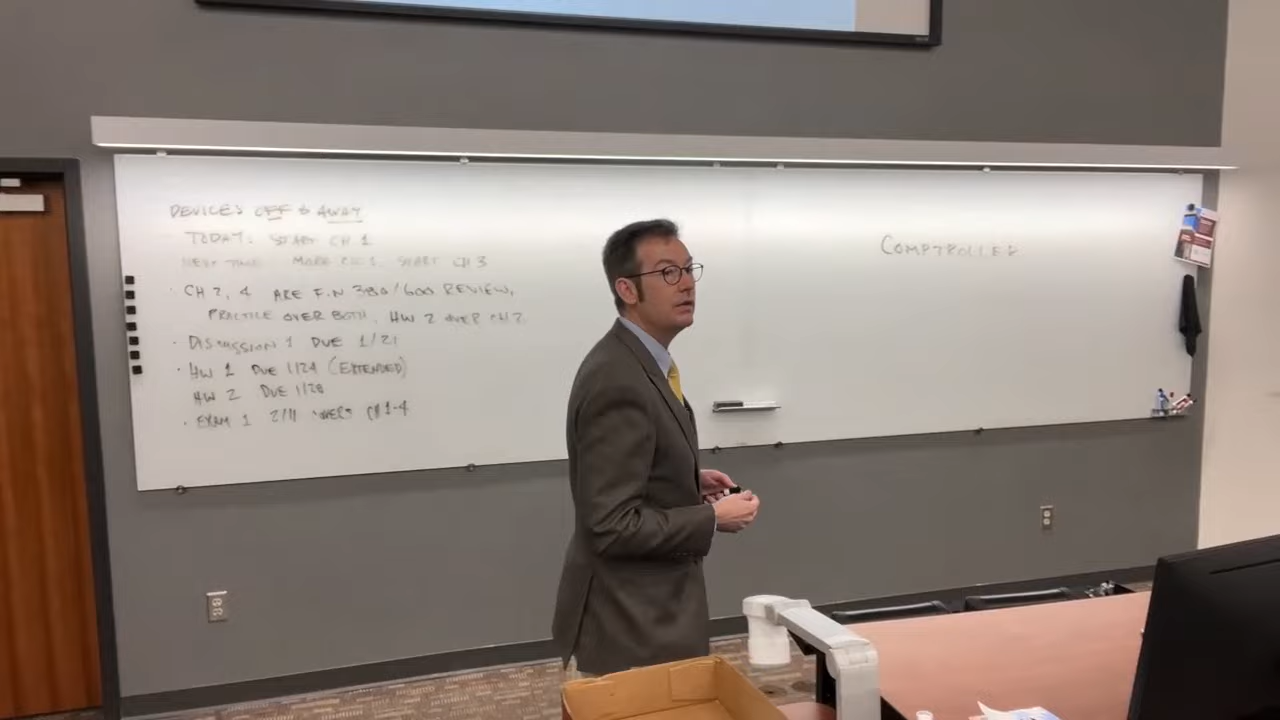 DEVICES OFF & AWAY
TODAY: START CH 1
NEXT TIME MORE CH 1, START CH 3
· CH 2, 4 ARE FIN 380/600 REVIEW,
PRACTICE OVER BOTH, HW 2 OVER CH 2
· DISCUSSION 1 DUE 1/21
· HW 1 DUE 1/24 (EXTENDED)
HW 2 DUE 1/28
· EXAM 1 2/11 OVER CH 1-4
COMPTROLLER